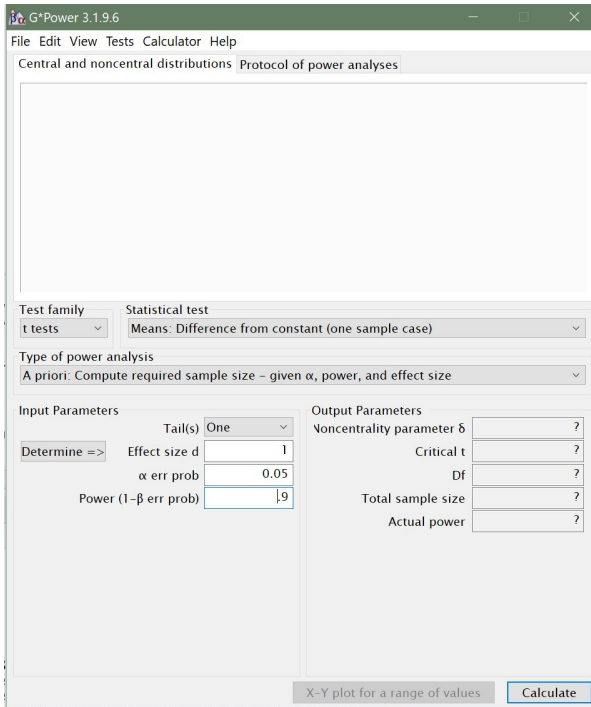 G*Power 3.1.9.6
File Edit View Tests Calculator Help
Central and noncentral distributions Protocol of power analyses
Test family
t tests
Statistical test
Means: Difference from constant (one sample case)
Type of power analysis
A priori: Compute required sample size – given α, power, and effect size
Input Parameters
Tail(s) One
Determine => Effect size d 1
α err prob 0.05
Power (1–β err prob) .9
Output Parameters
Noncentrality parameter δ ?
Critical t ?
Df ?
Total sample size ?
Actual power ?
X–Y plot for a range of values
Calculate